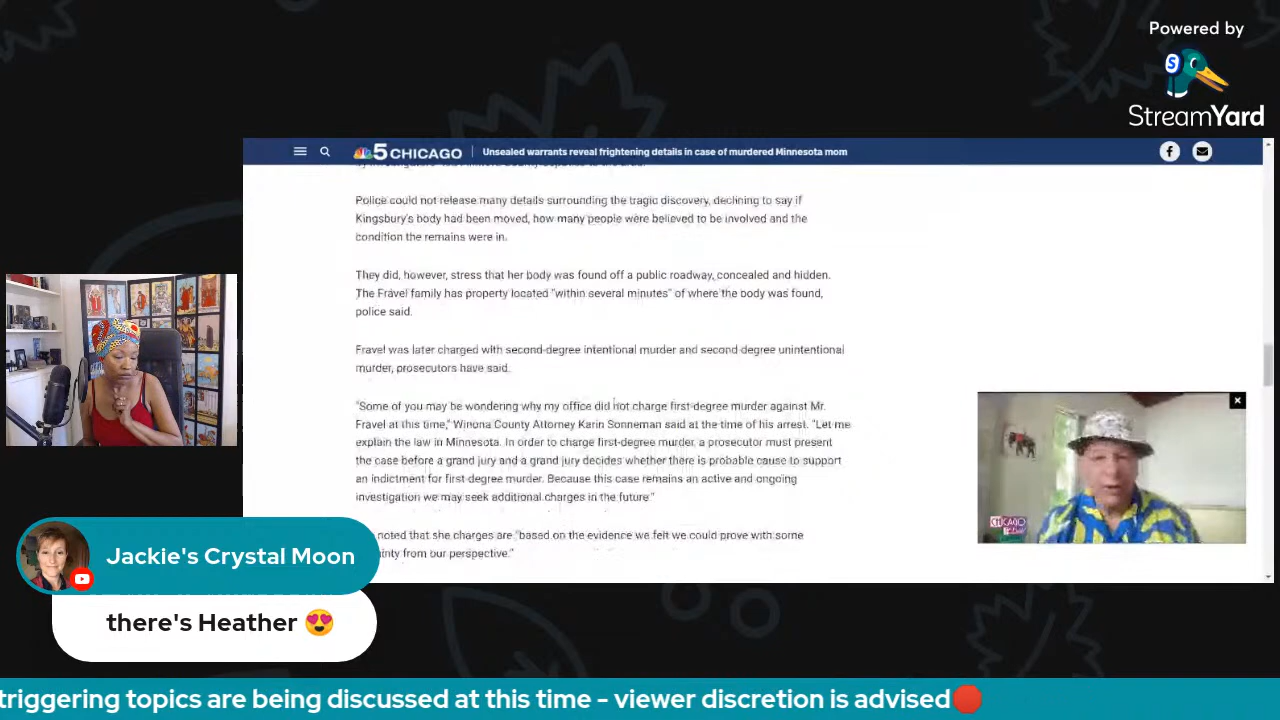 Powered by
StreamYard
5 CHICAGO
Unsealed warrants reveal frightening details in case of murdered Minnesota mom
Police could not release many details surrounding the tragic discovery, declining to say if
Kingsbury's body had been moved, how many people were believed to be involved and the
condition the remains were in.
They did, however, stress that her body was found off a public roadway, concealed and hidden.
The Fravel family has property located "within several minutes" of where the body was found,
police said.
Fravel was later charged with second-degree intentional murder and second-degree unintentional
murder, prosecutors have said.
"Some of you may be wondering why my office did not charge first-degree murder against Mr.
Fravel at this time," Winona County Attorney Karin Sonneman said at the time of his arrest. "Let me
explain the law in Minnesota. In order to charge first-degree murder, a prosecutor must present
the case before a grand jury and a grand jury decides whether there is probable cause to support
an indictment for first-degree murder. Because this case remains an active and ongoing
investigation we may seek additional charges in the future"
noted that she charges are "based on the evidence we felt we could prove with some
from our perspective."
CHICAGO
Jackie's Crystal Moon
there's Heather 😍
triggering topics are being discussed at this time - viewer discretion is advised🛑